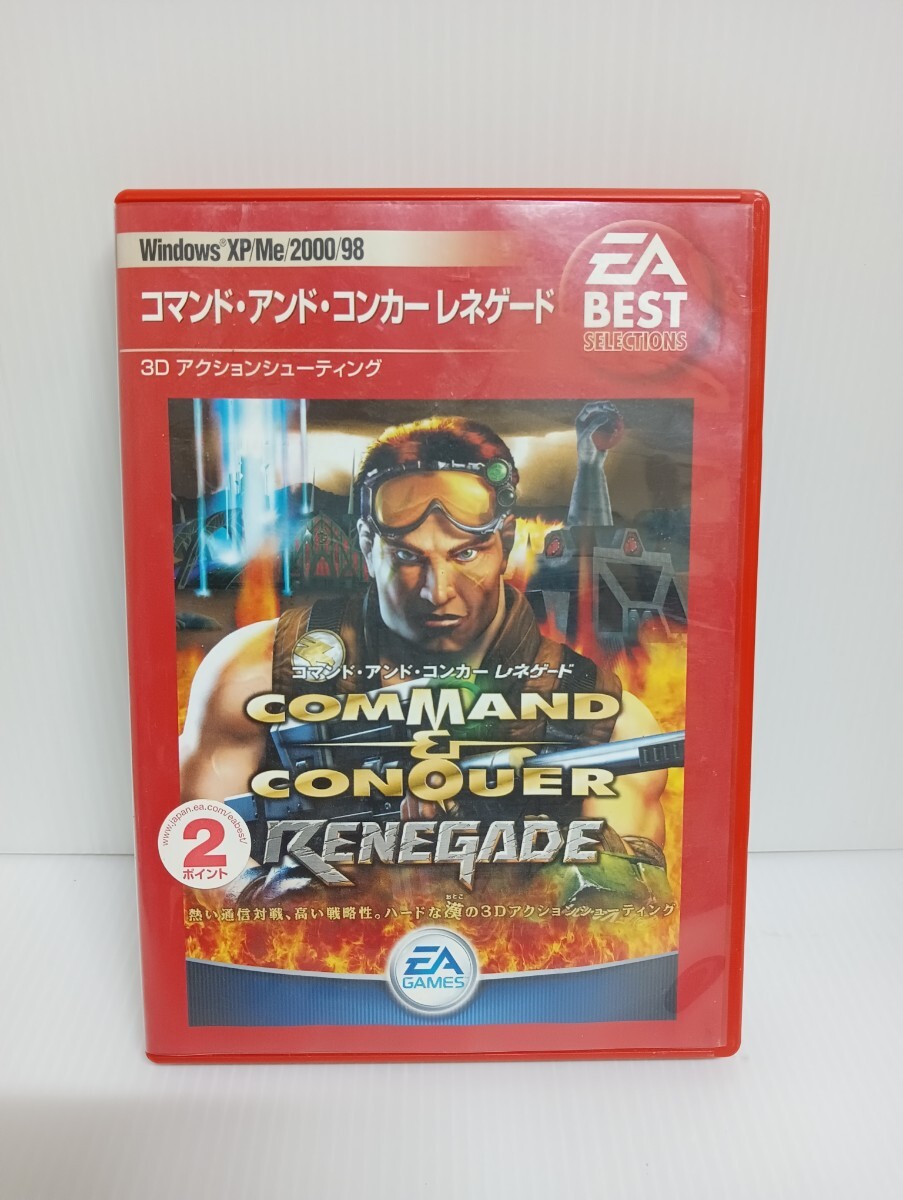 Windows® XP/Me/2000/98
コマンド・アンド・コンカー レネゲード
3D アクションシューティング
EA
BEST
SELECTIONS
コマンド・アンド・コンカー レネゲード
COMMAND
&
CONQUER
RENEGADE
www.japan.ea.com/eabest/
2
ポイント
おとこ
熱い通信対戦、高い戦略性。ハードな漢の3Dアクションシューティング
EA
GAMES